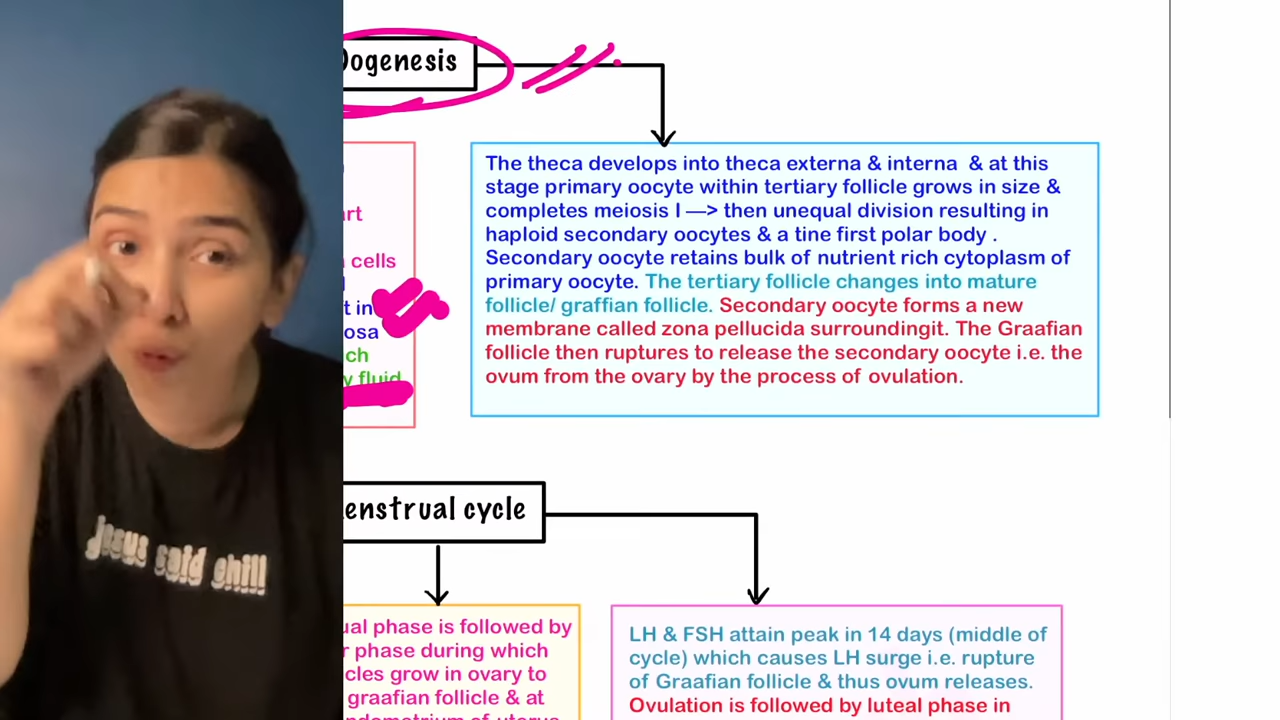 Oogenesis
The theca develops into theca externa & interna & at this
stage primary oocyte within tertiary follicle grows in size &
completes meiosis I —> then unequal division resulting in
haploid secondary oocytes & a tine first polar body .
Secondary oocyte retains bulk of nutrient rich cytoplasm of
primary oocyte. The tertiary follicle changes into mature
follicle/ graffian follicle. Secondary oocyte forms a new
membrane called zona pellucida surroundingit. The Graafian
follicle then ruptures to release the secondary oocyte i.e. the
ovum from the ovary by the process of ovulation.
art
cells
t in
osa
ch
y fluid
jesus said chill
enstrual cycle
ual phase is followed by
r phase during which
cles grow in ovary to
graafian follicle & at
ndometrium of uterus
LH & FSH attain peak in 14 days (middle of
cycle) which causes LH surge i.e. rupture
of Graafian follicle & thus ovum releases.
Ovulation is followed by luteal phase in